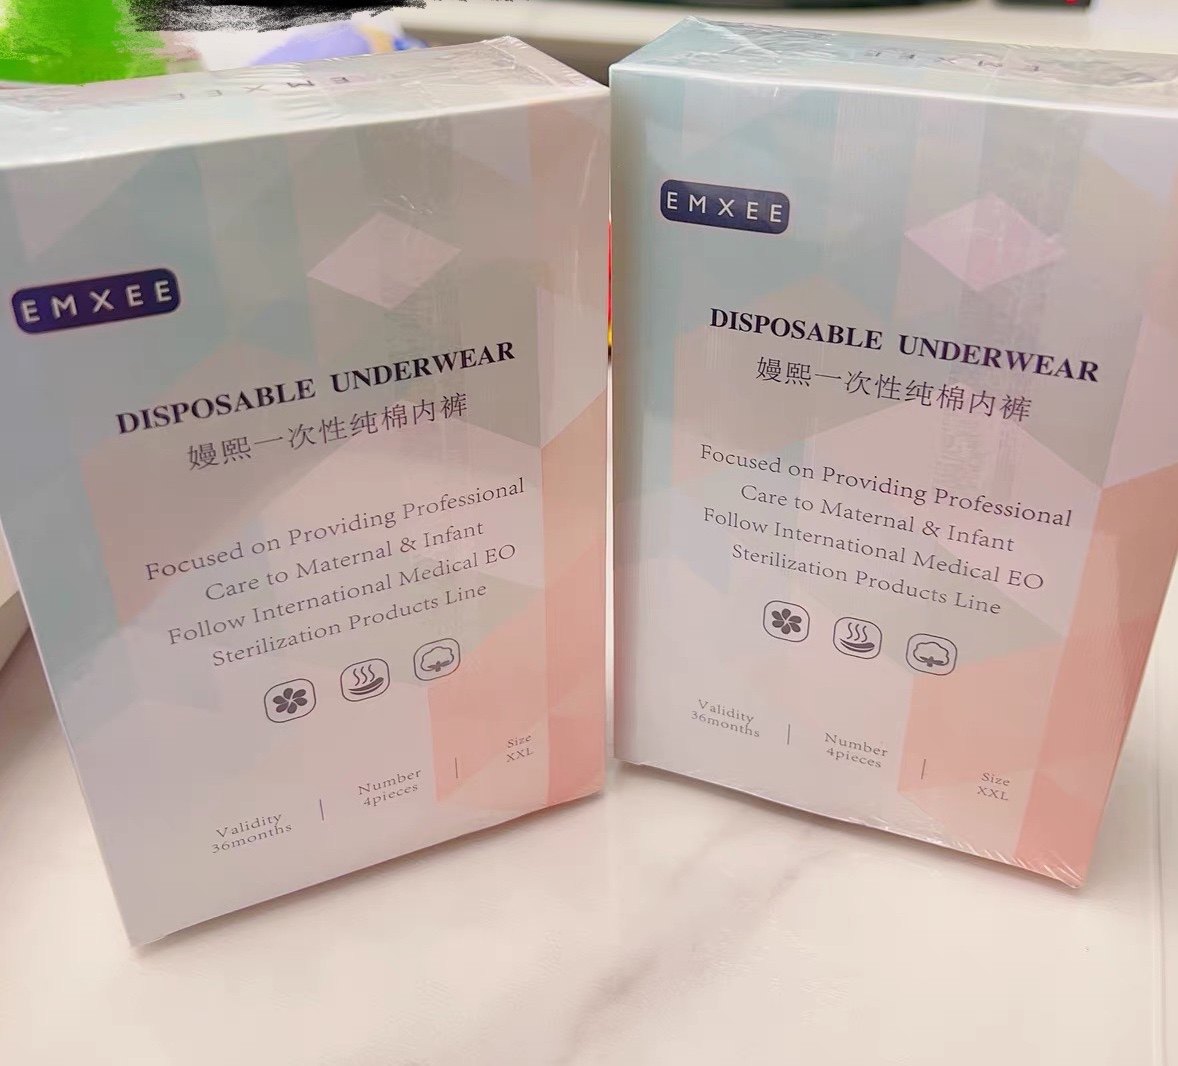 EMXEE
EMXEE
DISPOSABLE UNDERWEAR
嫚熙一次性纯棉内裤
Focused on Providing Professional
Care to Maternal & Infant
Follow International Medical EO
Sterilization Products Line
Validity
36months
Number
4pieces
Size
XXL
EMXEE
EMXEE
DISPOSABLE UNDERWEAR
嫚熙一次性纯棉内裤
Focused on Providing Professional
Care to Maternal & Infant
Follow International Medical EO
Sterilization Products Line
Validity
36months
Number
4pieces
Size
XXL